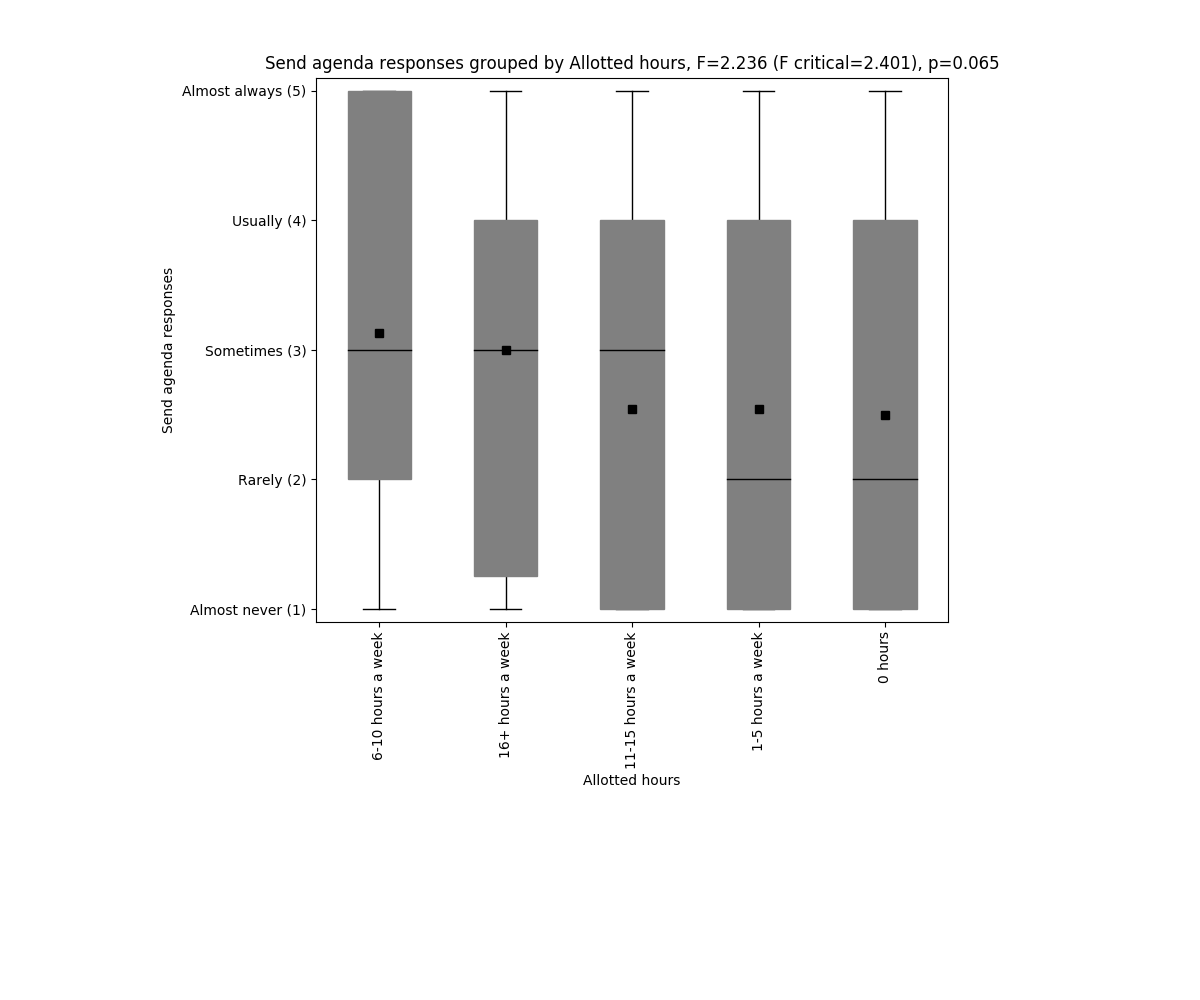 Send agenda responses grouped by Allotted hours, F=2.236 (F critical=2.401), p=0.065
Almost always (5)
Usually (4)
Sometimes (3)
Rarely (2)
Almost never (1)
Send agenda responses
6-10 hours a week
16+ hours a week
11-15 hours a week
1-5 hours a week
0 hours
Allotted hours